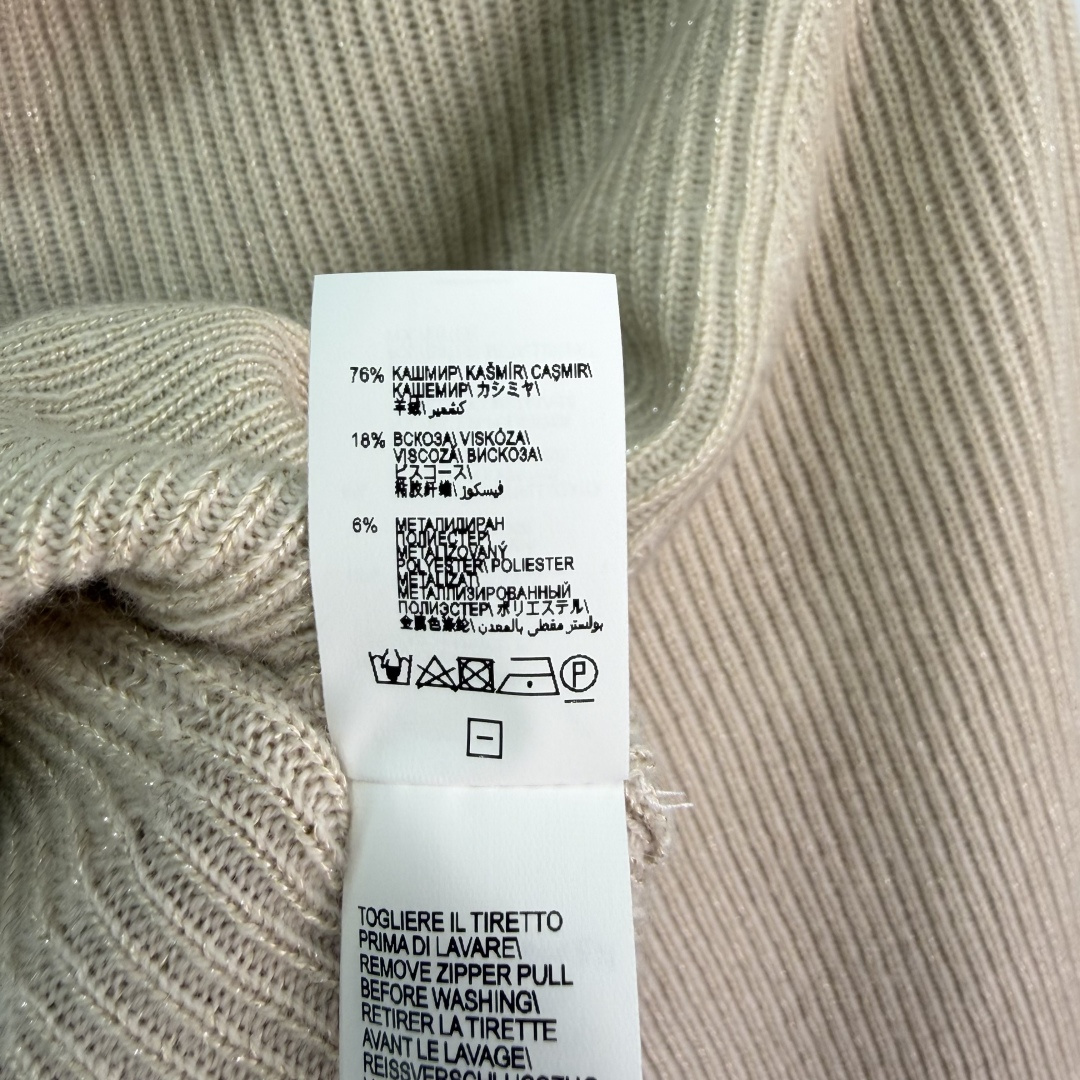 76% КАШМИР\ KAŠMÍR\ CAŞMIR\
КАШЕМИР\ カシミヤ\
羊绒\ كشمير
18% ВСКОЗА\ VISKÓZA\
VISCOZĂ\ ВИСКОЗА\
ビスコース\
粘胶纤维\ فيسكوز
6% МЕТАЛИЛИРАН
ПОЛИЕСТЕР\
METALIZOVANÝ
POLYESTER\ POLIESTER
METALIZAT\
МЕТАЛЛИЗИРОВАННЫЙ
ПОЛИЭСТЕР\ ポリエステル\
金属色涤纶\ بولستر مغطى بالمعدن
P
TOGLIERE IL TIRETTO
PRIMA DI LAVARE\
REMOVE ZIPPER PULL
BEFORE WASHING\
RETIRER LA TIRETTE
AVANT LE LAVAGE\